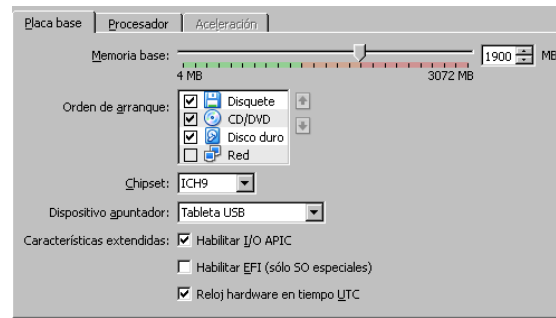 Placa base Procesador Aceleración
Memoria base: 1900 MB
4 MB 3072 MB
Orden de arranque: Disquete
CD/DVD
Disco duro
Red
Chipset: ICH9
Dispositivo apuntador: Tableta USB
Características extendidas: Habilitar I/O APIC
Habilitar EFI (sólo SO especiales)
Reloj hardware en tiempo UTC